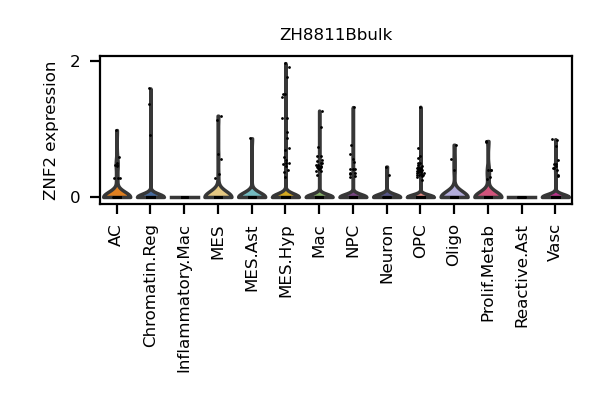 ZH8811Bbulk
ZNF2 expression
2
0
AC
Chromatin.Reg
Inflammatory.Mac
MES
MES.Ast
MES.Hyp
Mac
NPC
Neuron
OPC
Oligo
Prolif.Metab
Reactive.Ast
Vasc